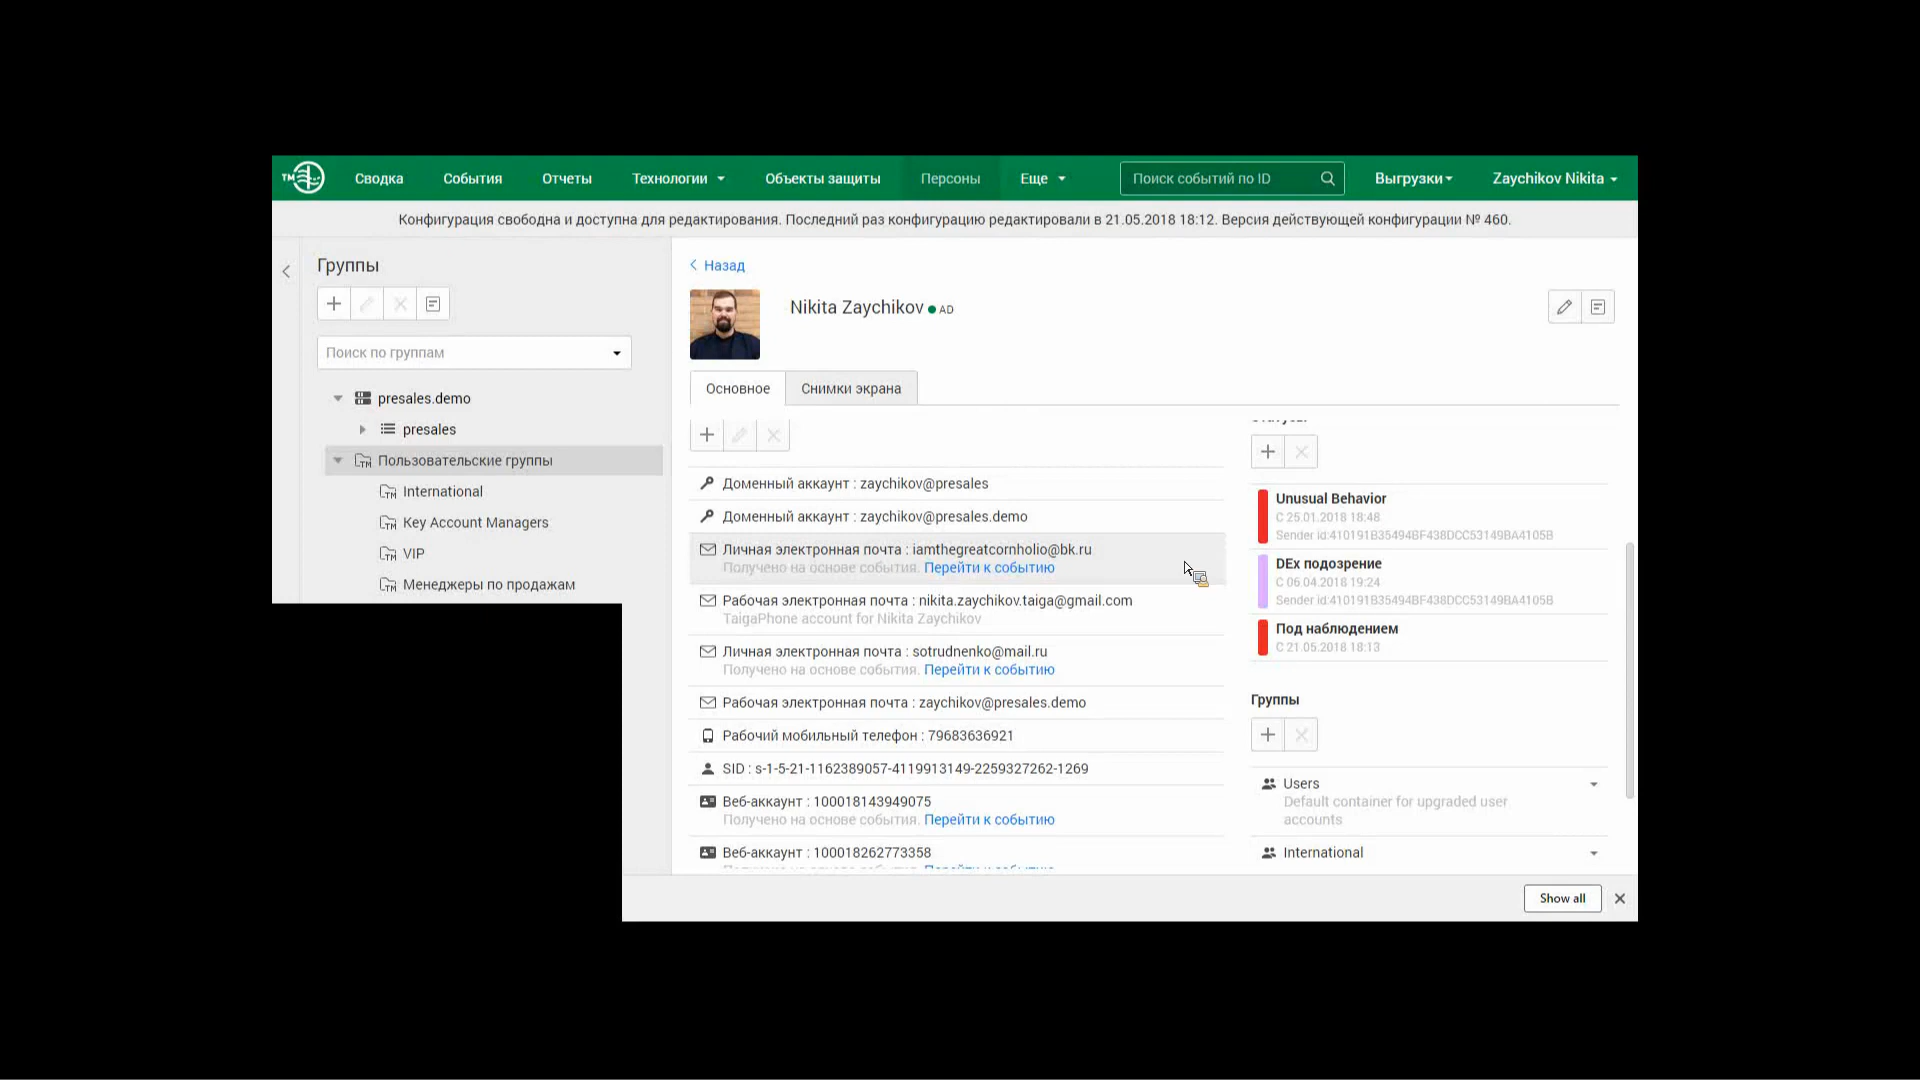 ТМ
Сводка
События
Отчеты
Технологии
Объекты защиты
Персоны
Еще
Поиск событий по ID
Выгрузки
Zaychikov Nikita
Конфигурация свободна и доступна для редактирования. Последний раз конфигурацию редактировали в 21.05.2018 18:12. Версия действующей конфигурации № 460.
Группы
Поиск по группам
presales.demo
presales
Пользовательские группы
International
Key Account Managers
VIP
Менеджеры по продажам
Назад
Nikita Zaychikov AD
Основное
Снимки экрана
Доменный аккаунт : zaychikov@presales
Доменный аккаунт : zaychikov@presales.demo
Личная электронная почта : iamthegreatcornholio@bk.ru
Получено на основе события. Перейти к событию
Рабочая электронная почта : nikita.zaychikov.taiga@gmail.com
TaigaPhone account for Nikita Zaychikov
Личная электронная почта : sotrudnenko@mail.ru
Получено на основе события. Перейти к событию
Рабочая электронная почта : zaychikov@presales.demo
Рабочий мобильный телефон : 79683636921
SID : s-1-5-21-1162389057-4119913149-2259327262-1269
Веб-аккаунт : 100018143949075
Получено на основе события. Перейти к событию
Веб-аккаунт : 100018262773358
Unusual Behavior
С 25.01.2018 18:48
Sender id:410191B35494BF438DCC53149BA4105B
DEx подозрение
С 06.04.2018 19:24
Sender id:410191B35494BF438DCC53149BA4105B
Под наблюдением
С 21.05.2018 18:13
Группы
Users
Default container for upgraded user
accounts
International
Show all